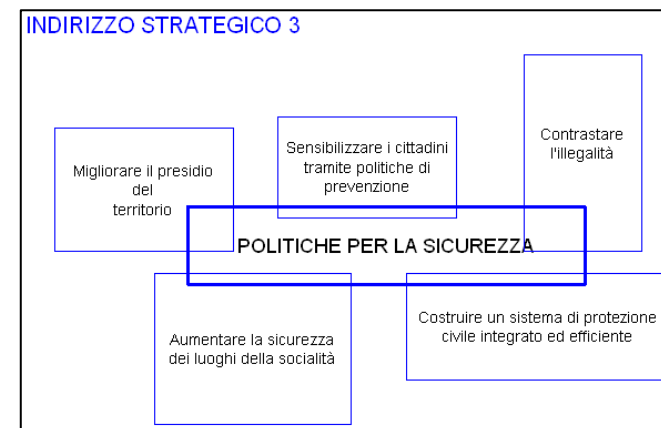 INDIRIZZO STRATEGICO 3
Migliorare il presidio
del
territorio
Sensibilizzare i cittadini
tramite politiche di
prevenzione
Contrastare
l'illegalità
POLITICHE PER LA SICUREZZA
Aumentare la sicurezza
dei luoghi della socialità
Costruire un sistema di protezione
civile integrato ed efficiente